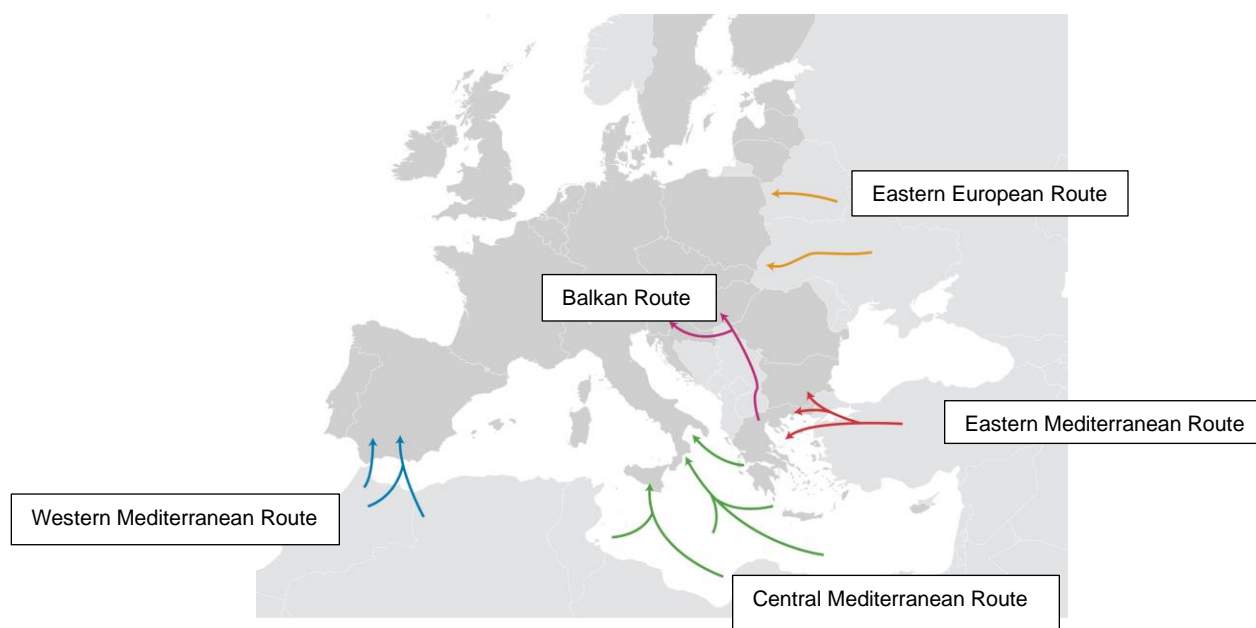 Eastern European Route
Balkan Route
Eastern Mediterranean Route
Western Mediterranean Route
Central Mediterranean Route